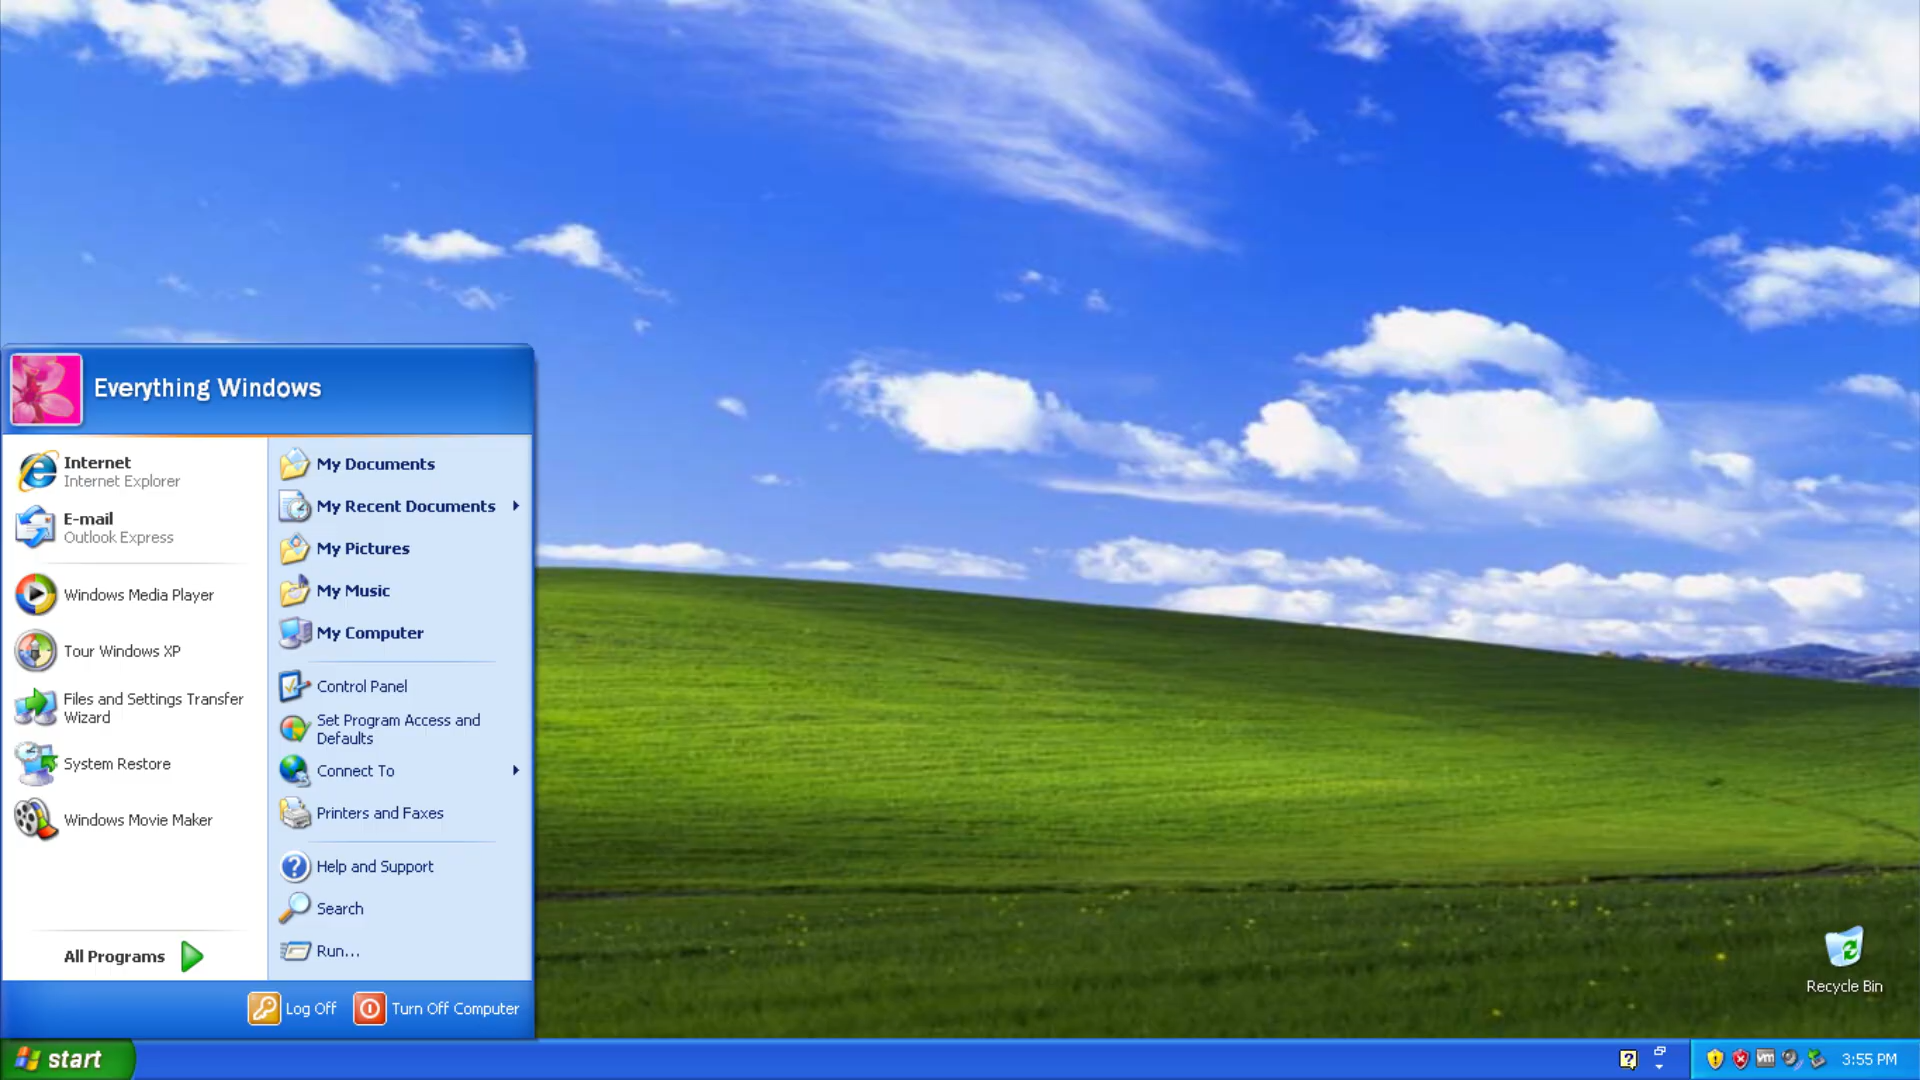 Everything Windows
Internet
Internet Explorer
E-mail
Outlook Express
Windows Media Player
Tour Windows XP
Files and Settings Transfer
Wizard
System Restore
Windows Movie Maker
All Programs
My Documents
My Recent Documents
My Pictures
My Music
My Computer
Control Panel
Set Program Access and
Defaults
Connect To
Printers and Faxes
Help and Support
Search
Run...
Log Off
Turn Off Computer
Recycle Bin
start
vm
3:55 PM